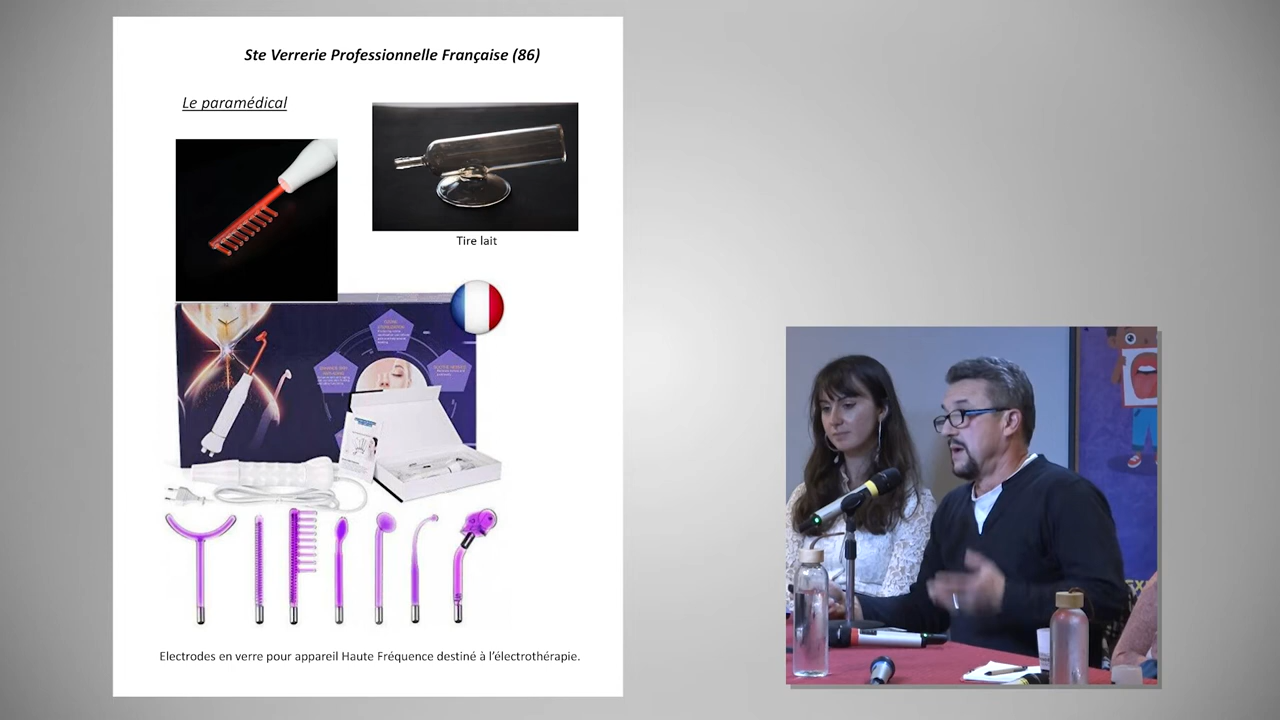 Ste Verrerie Professionnelle Française (86)
Le paramédical
Tire lait
Electrodes en verre pour appareil Haute Fréquence destiné à l'électrothérapie.